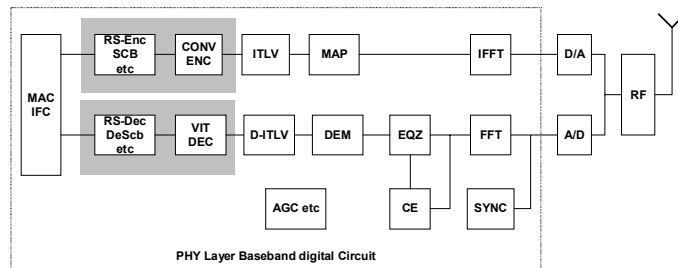 MAC
IFC
RS-Enc
SCB
etc
CONV
ENC
ITLV
MAP
IFFT
D/A
RF
RS-Dec
DeScb
etc
VIT
DEC
D-ITLV
DEM
EQZ
FFT
A/D
AGC etc
CE
SYNC
PHY Layer Baseband digital Circuit